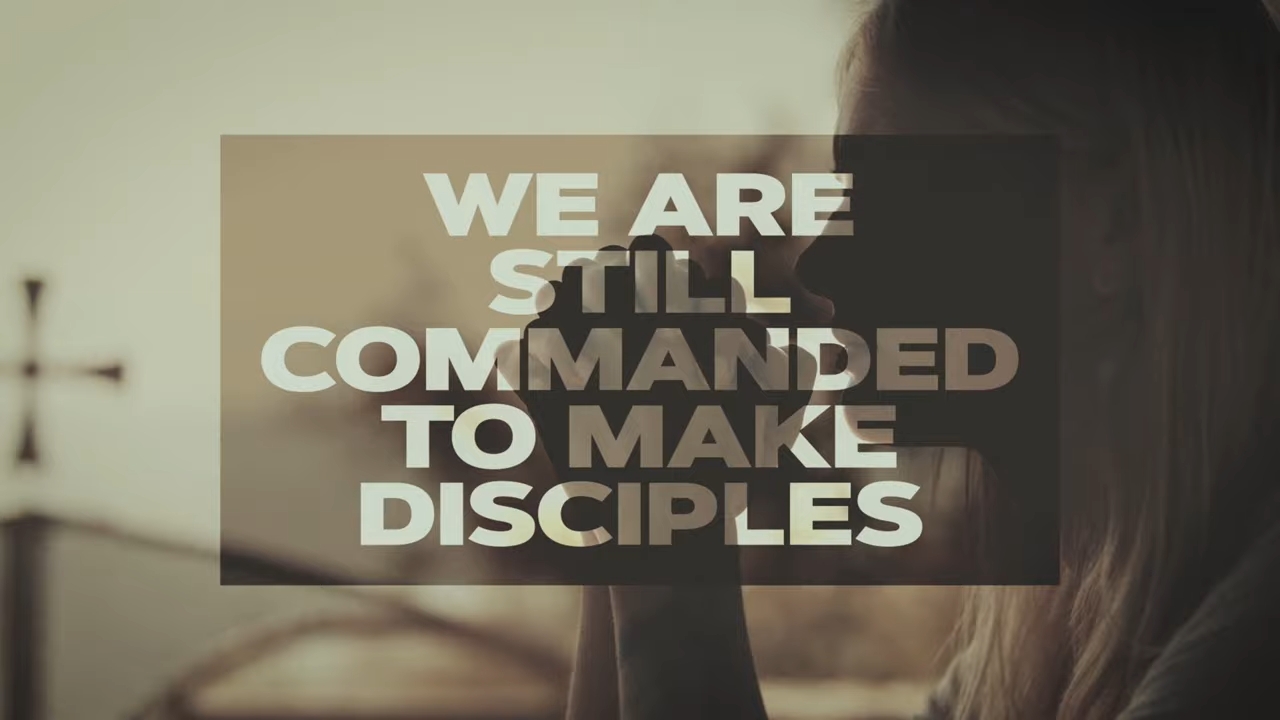 WE ARE
STILL
COMMANDED
TO MAKE
DISCIPLES